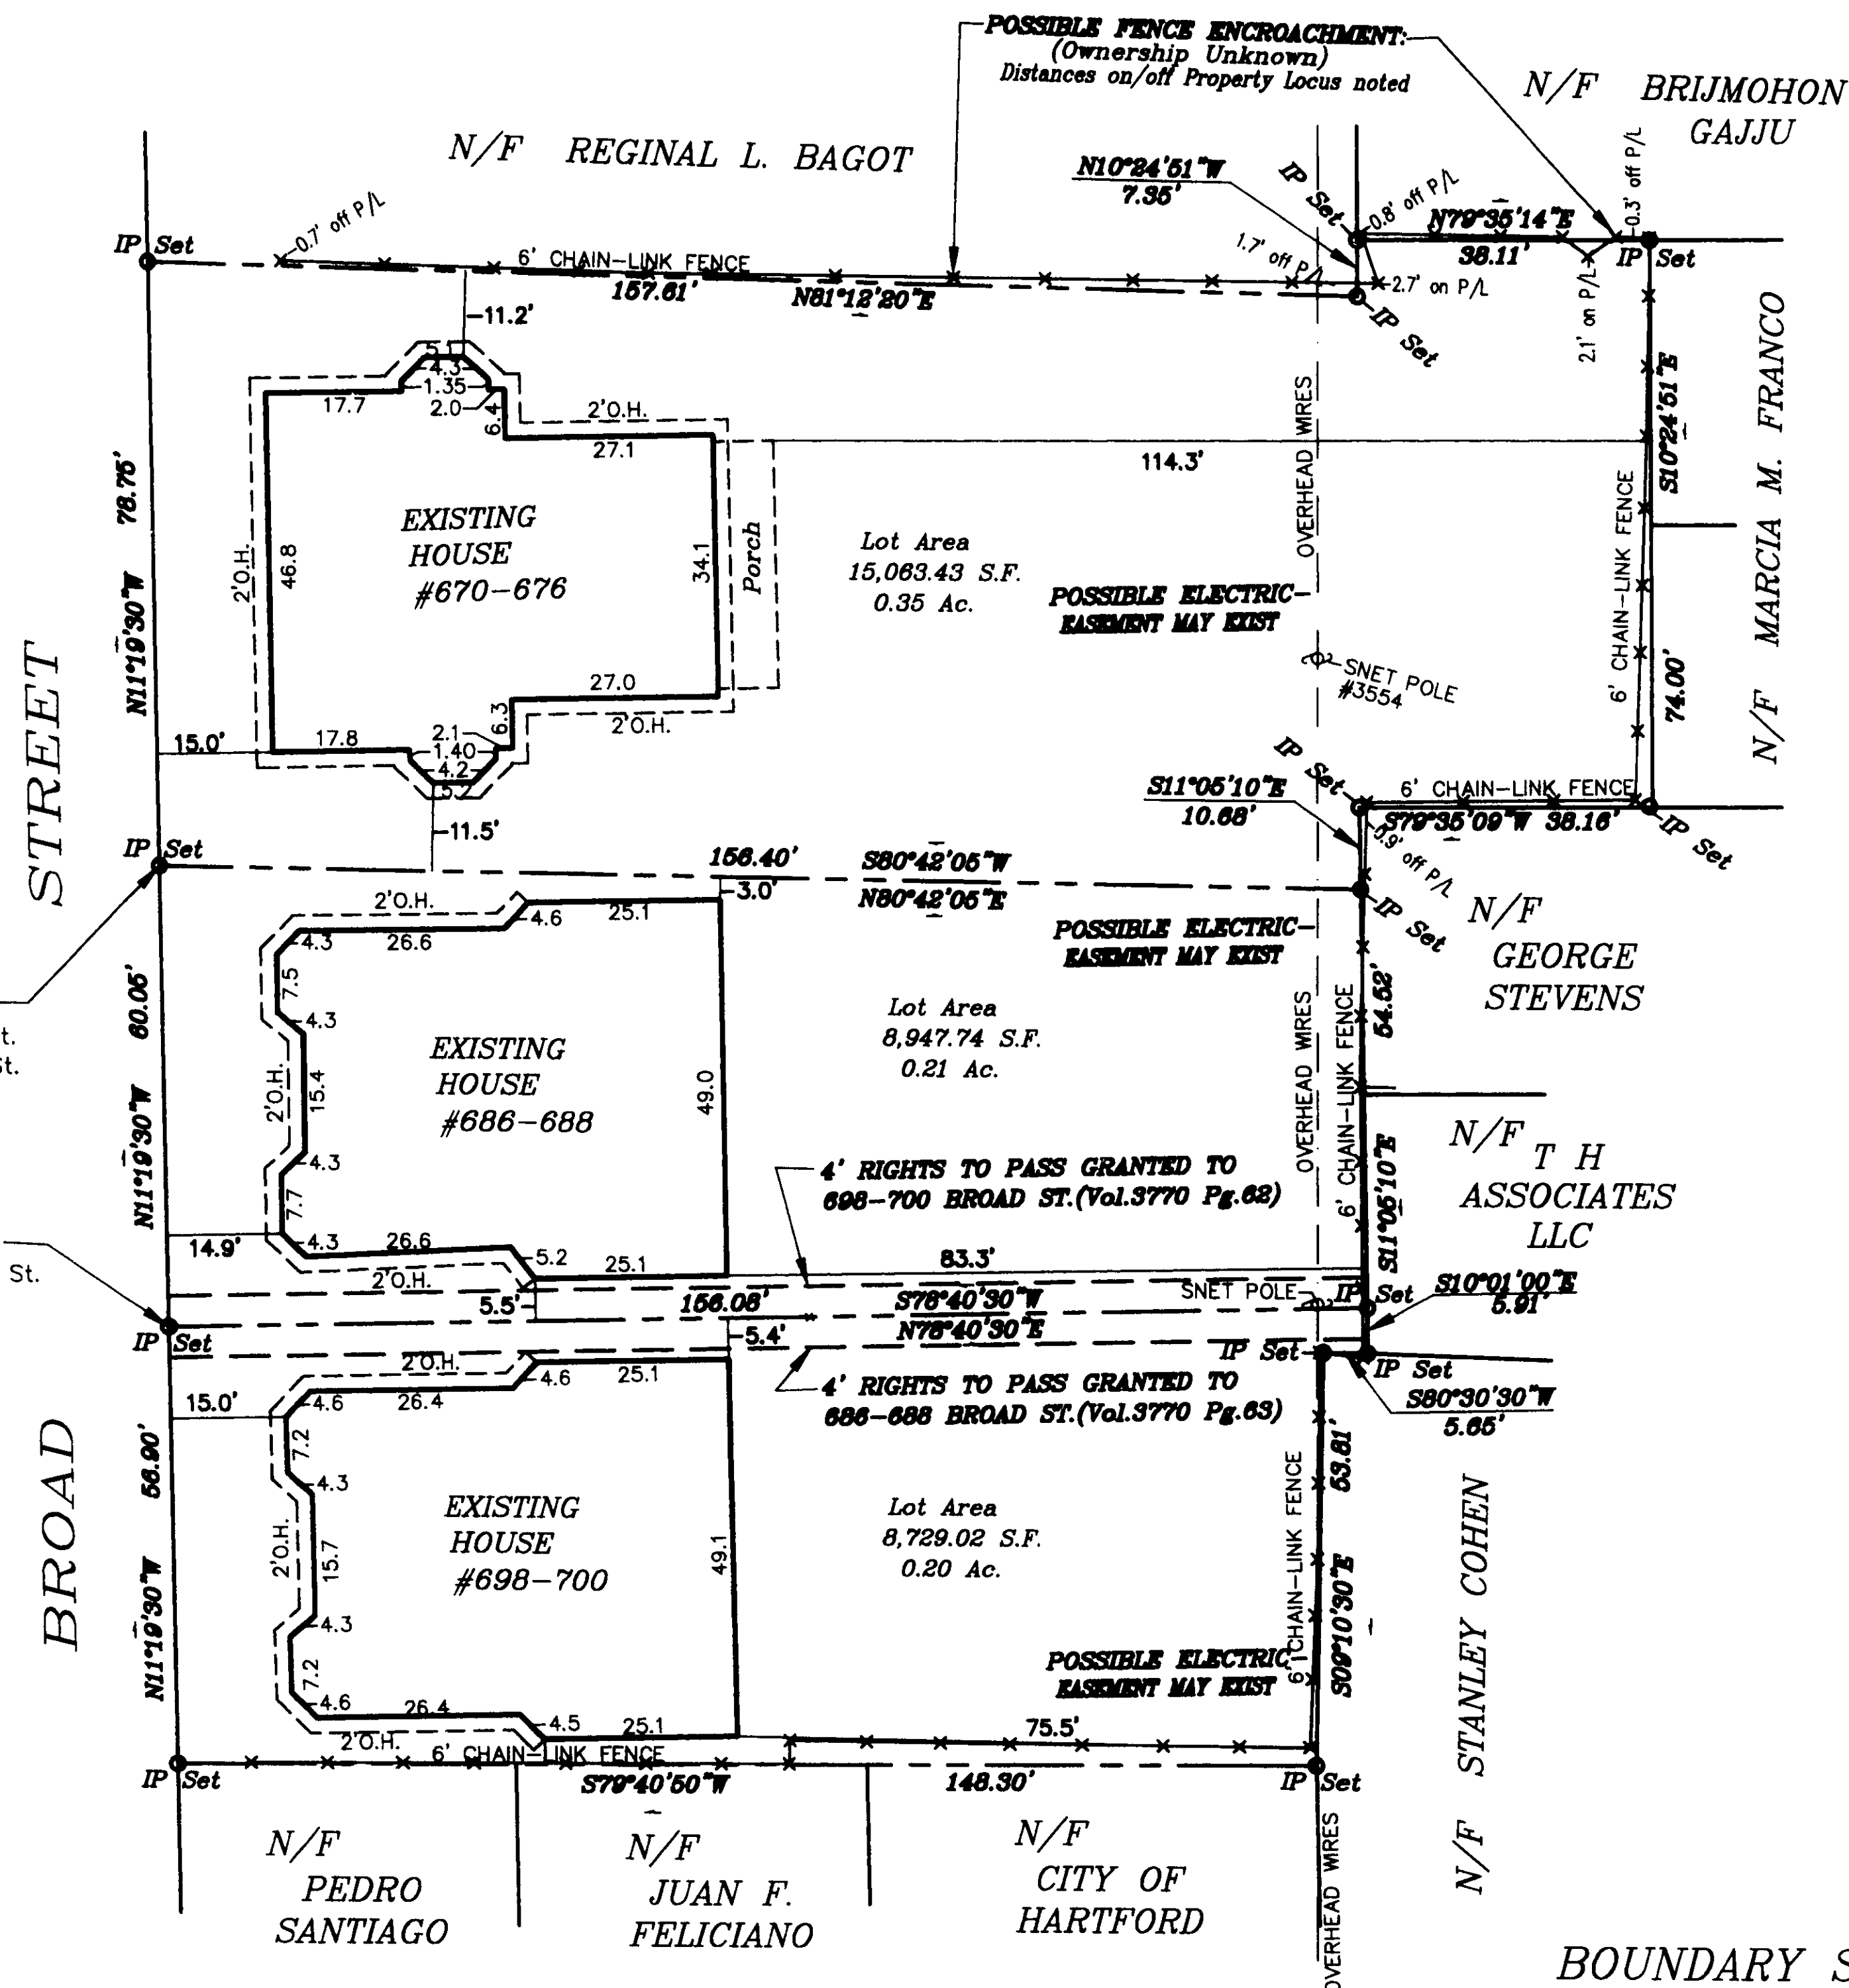 POSSIBLE FENCE ENCROACHMENT:
(Ownership Unknown)
Distances on/off Property Locus noted
N/F BRIJMOHON
GAJJU
N/F REGINAL L. BAGOT
N10°24'51"W
7.35'
IP Set
0.8' off P/L
N79°35'14"E
38.11'
0.3' off P/L
IP Set
IP Set
0.7' off P/L
6' CHAIN-LINK FENCE
157.61'
N81°12'20"E
1.7' off P/L
2.7' on P/L
2.1' on P/L
IP Set
11.2'
5.1
4.3
1.35
2.0
17.7
6.4
2'O.H.
27.1
114.3'
OVERHEAD WIRES
S10°24'51"E
74.00'
6' CHAIN-LINK FENCE
N/F MARCIA M. FRANCO
78.75'
N11°19'30"W
2'O.H.
46.8
EXISTING
HOUSE
#670-676
34.1
Porch
Lot Area
15,063.43 S.F.
0.35 Ac.
POSSIBLE ELECTRIC
EASEMENT MAY EXIST
SNET POLE
#3554
27.0
2'O.H.
6.3
2.1
1.40
4.2
5.2
17.8
15.0'
11.5'
IP Set
S11°05'10"E
10.68'
6' CHAIN-LINK FENCE
S79°35'09"W 38.16'
IP Set
0.9' off P/L
IP Set
156.40'
S80°42'05"W
N80°42'05"E
3.0'
IP Set
2'O.H.
4.6
25.1
4.3
26.6
7.5
4.3
2'O.H.
15.4
4.3
7.7
4.3
26.6
2'O.H.
5.2
25.1
49.0
EXISTING
HOUSE
#686-688
Lot Area
8,947.74 S.F.
0.21 Ac.
POSSIBLE ELECTRIC
EASEMENT MAY EXIST
OVERHEAD WIRES
6' CHAIN-LINK FENCE
54.52'
S11°05'10"E
N/F
GEORGE
STEVENS
N/F
T H
ASSOCIATES
LLC
60.05'
N11°19'30"W
t.
St.
St.
14.9'
4' RIGHTS TO PASS GRANTED TO
698-700 BROAD ST.(Vol.3770 Pg.62)
83.3'
5.5'
156.08'
S78°40'30"W
N78°40'30"E
SNET POLE
IP Set
S10°01'00"E
5.91'
IP Set
5.4'
IP Set
IP Set
S80°30'30"W
5.65'
4' RIGHTS TO PASS GRANTED TO
686-688 BROAD ST.(Vol.3770 Pg.63)
2'O.H.
4.6
25.1
4.6
26.4
15.0'
7.2
4.3
2'O.H.
15.7
4.3
7.2
4.6
26.4
2'O.H.
4.5
25.1
49.1
EXISTING
HOUSE
#698-700
Lot Area
8,729.02 S.F.
0.20 Ac.
POSSIBLE ELECTRIC
EASEMENT MAY EXIST
6' CHAIN-LINK FENCE
53.81'
S09°10'30"E
N/F STANLEY COHEN
56.90'
N11°19'30"W
BROAD STREET
75.5'
6' CHAIN-LINK FENCE
IP Set
S79°40'50"W
148.30'
IP Set
OVERHEAD WIRES
N/F
PEDRO
SANTIAGO
N/F
JUAN F.
FELICIANO
N/F
CITY OF
HARTFORD
BOUNDARY S